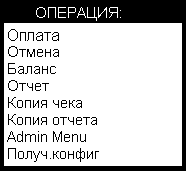 ОПЕРАЦИЯ:
Оплата
Отмена
Баланс
Отчет
Копия чека
Копия отчета
Admin Menu
Получ.конфиг